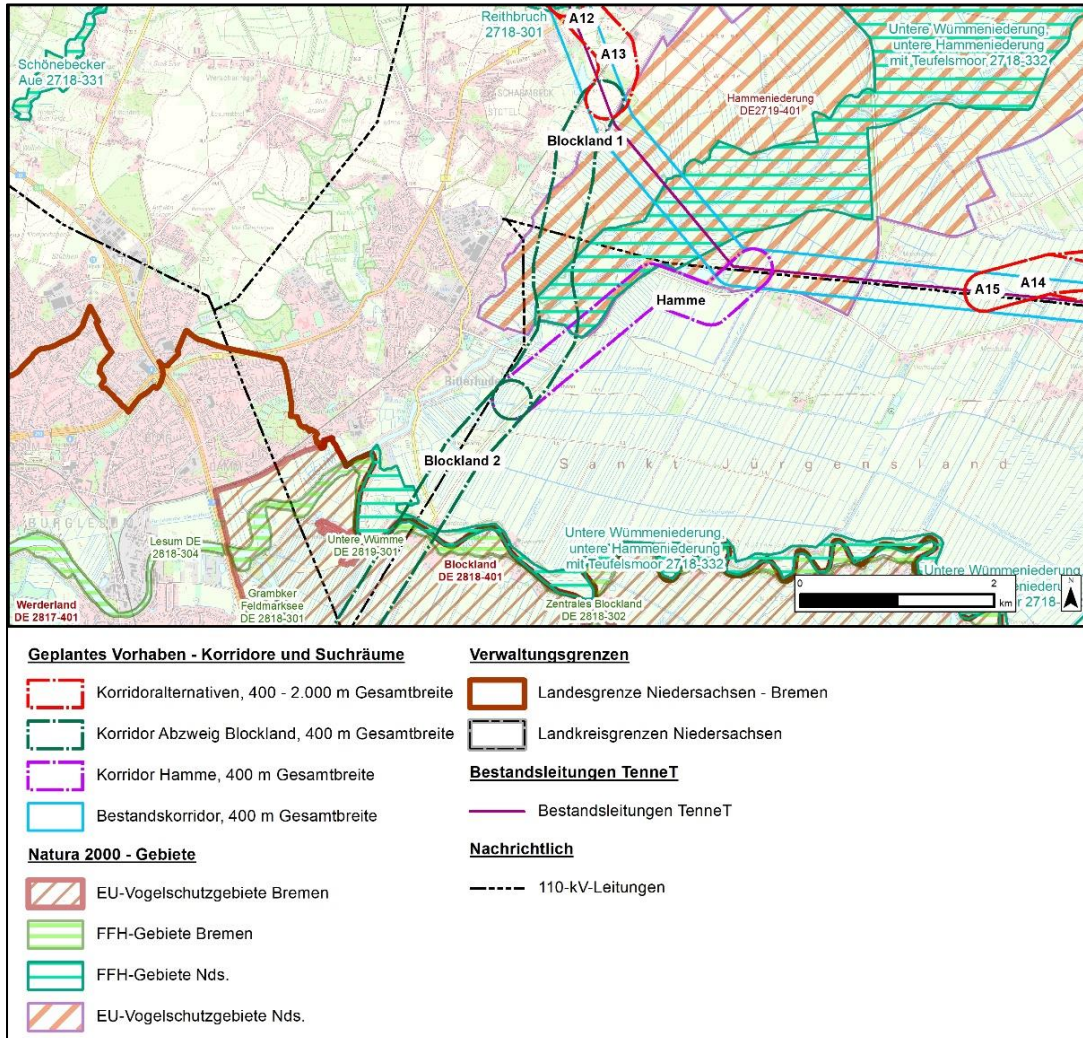 A12
Reithbruch
2718-301
A13
Untere Wümmeniederung,
untere Hammeniederung
mit Teufelsmoor 2718-332
Schönebecker
Aue 2718-331
SCHARMBECK
Hammeniederung
DE2719-401
Blockland 1
Hamme
A15
A14
Ritterhude
Blockland 2
Sankt Jürgensland
BURGLESUM
Lesum DE
2818-304
Untere Wümme
DE 2819-301
Blockland
DE 2818-401
Untere Wümmeniederung,
untere Hammeniederung
mit Teufelsmoor 2718-332
Grambker
Feldmarksee
DE 2818-301
Werderland
DE 2817-401
Zentrales Blockland
DE 2818-302
0
2
km
N
Geplantes Vorhaben - Korridore und Suchräume
Korridoralternativen, 400 - 2.000 m Gesamtbreite
Korridor Abzweig Blockland, 400 m Gesamtbreite
Korridor Hamme, 400 m Gesamtbreite
Bestandskorridor, 400 m Gesamtbreite
Natura 2000 - Gebiete
EU-Vogelschutzgebiete Bremen
FFH-Gebiete Bremen
FFH-Gebiete Nds.
EU-Vogelschutzgebiete Nds.
Verwaltungsgrenzen
Landesgrenze Niedersachsen - Bremen
Landkreisgrenzen Niedersachsen
Bestandsleitungen TenneT
Bestandsleitungen TenneT
Nachrichtlich
110-kV-Leitungen